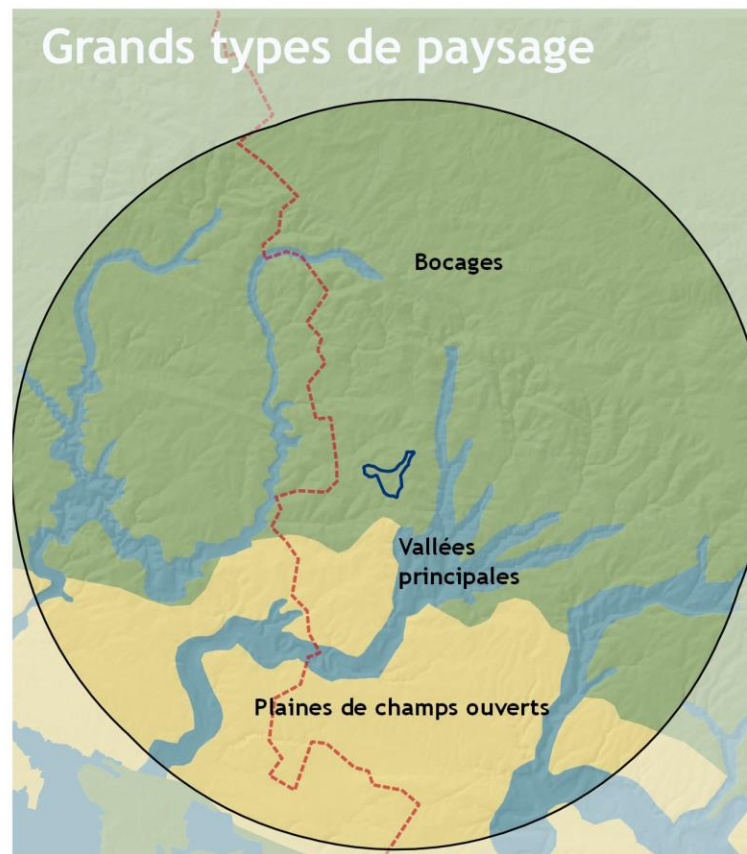 Grands types de paysage
Bocages
Vallées
principales
Plaines de champs ouverts